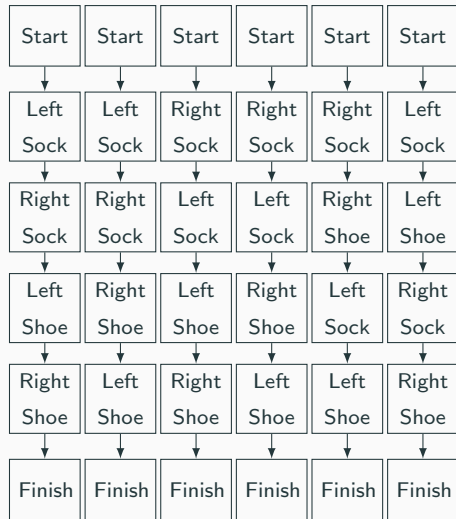 Start Start Start Start Start Start
Left Left Right Right Right Left
Sock Sock Sock Sock Sock Sock
Right Right Left Left Right Left
Sock Sock Sock Sock Shoe Shoe
Left Right Left Right Left Right
Shoe Shoe Shoe Shoe Sock Sock
Right Left Right Left Left Right
Shoe Shoe Shoe Shoe Shoe Shoe
Finish Finish Finish Finish Finish Finish